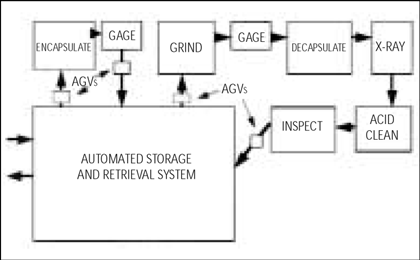 ENCAPSULATE
GAGE
GRIND
GAGE
DECAPSULATE
X-RAY
AGVs
AGVs
ACID
CLEAN
INSPECT
AUTOMATED STORAGE
AND RETRIEVAL SYSTEM